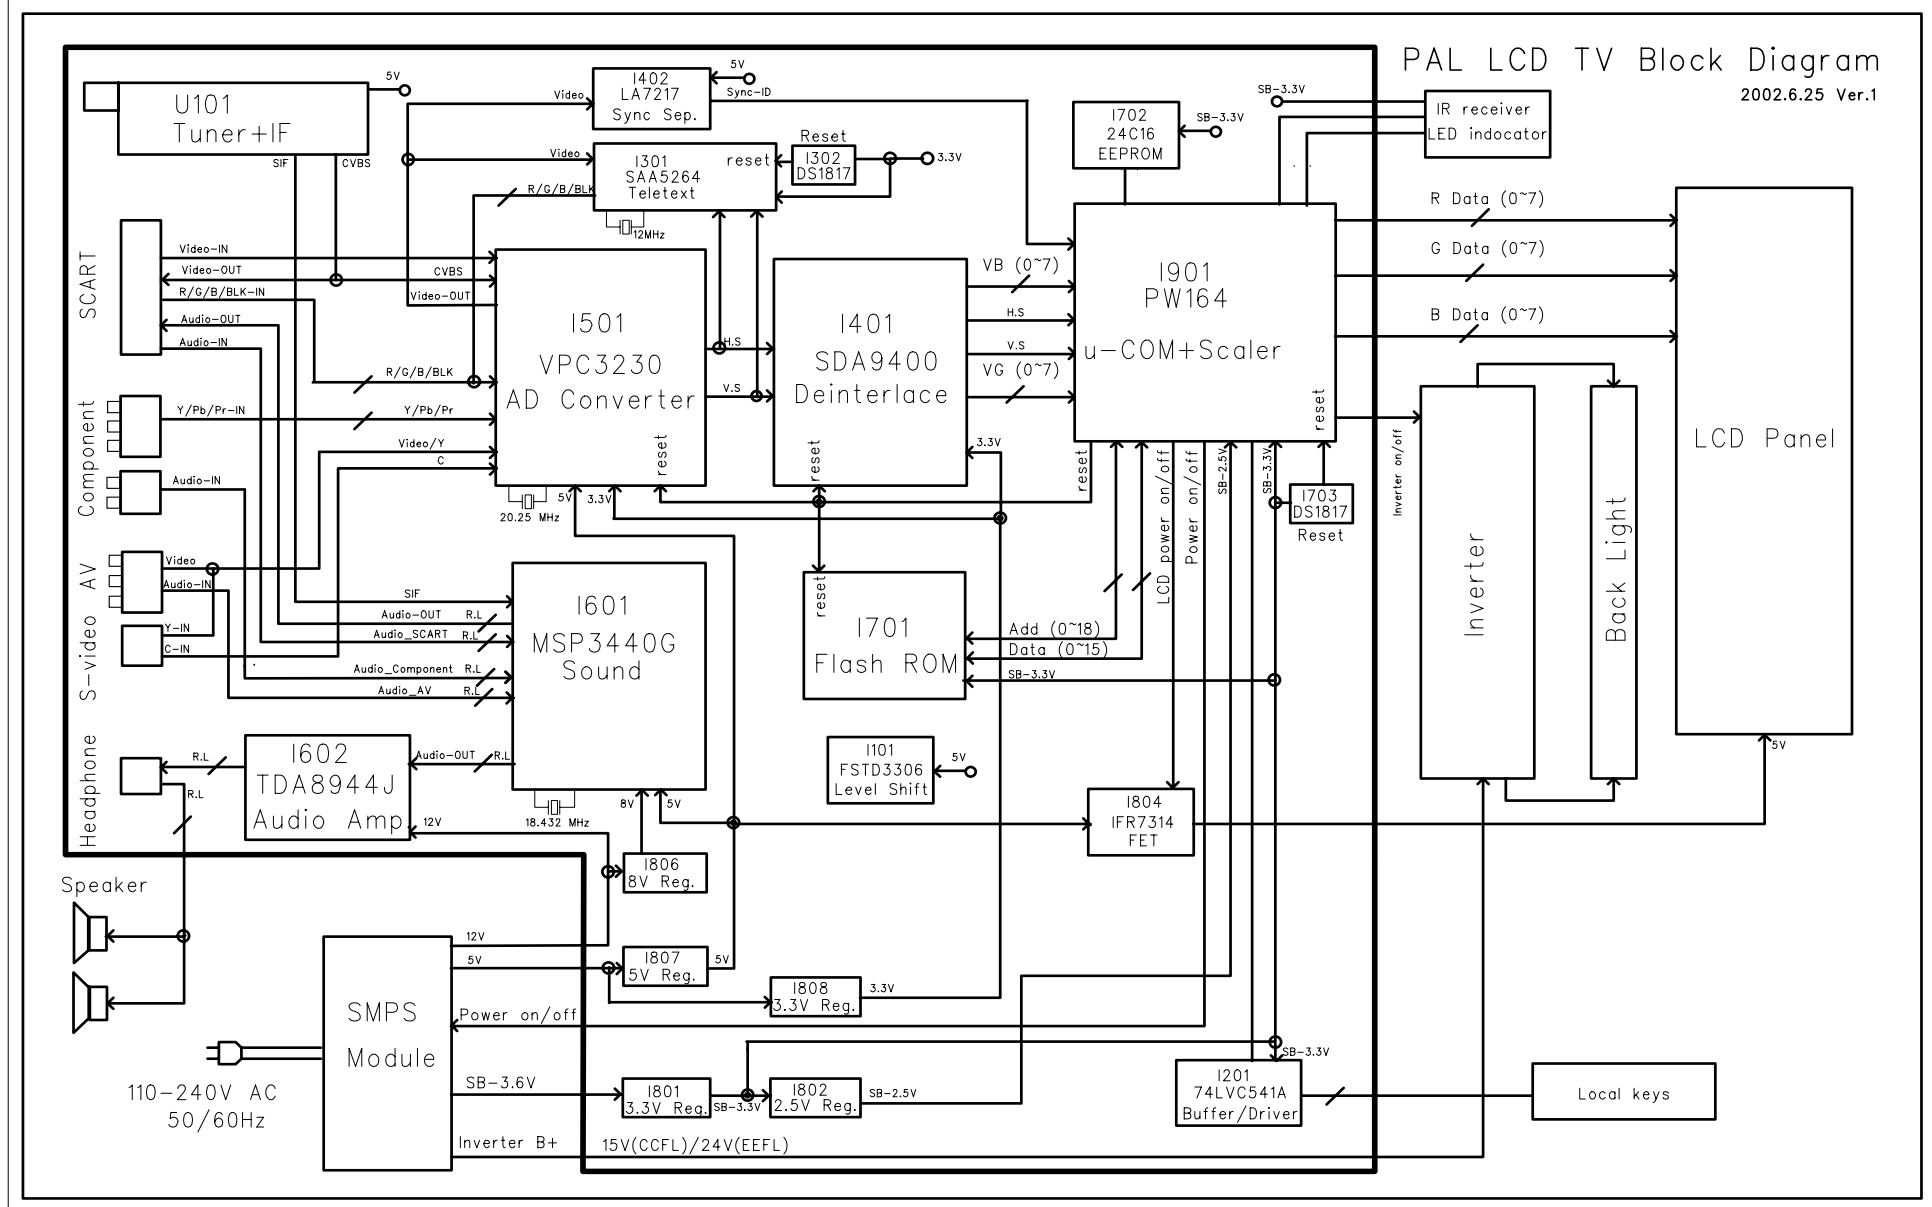 PAL LCD TV Block Diagram
2002.6.25 Ver.1
U101
Tuner+IF
5V
SIF
CVBS
I402
LA7217
Sync Sep.
5V
Sync-ID
Video
Video
I301
SAA5264
Teletext
reset
Reset
I302
DS1817
3.3V
R/G/B/BLK
12MHz
I702
24C16
EEPROM
SB-3.3V
SB-3.3V
IR receiver
LED indocator
SCART
Video-IN
Video-OUT
R/G/B/BLK-IN
Audio-OUT
Audio-IN
CVBS
Video-OUT
R/G/B/BLK
I501
VPC3230
AD Converter
reset
H.S
V.S
I401
SDA9400
Deinterlace
reset
3.3V
VB (0~7)
H.S
V.S
VG (0~7)
I901
PW164
u-COM+Scaler
reset
reset
R Data (0~7)
G Data (0~7)
B Data (0~7)
LCD Panel
Component
Y/Pb/Pr-IN
Y/Pb/Pr
Video/Y
C
Audio-IN
20.25 MHz
5V
3.3V
LCD power on/off
Power on/off
SB-2.5V
SB-3.3V
I703
DS1817
Reset
Inverter on/off
Inverter
Back Light
AV
Video
Audio-IN
S-video
Y-IN
C-IN
SIF
Audio-OUT R.L
Audio_SCART R.L
Audio_Component R.L
Audio_AV R.L
I601
MSP3440G
Sound
reset
I701
Flash ROM
Add (0~18)
Data (0~15)
SB-3.3V
Headphone
R.L
R.L
I602
TDA8944J
Audio Amp
12V
Audio-OUT R.L
18.432 MHz
8V
5V
I101
FSTD3306
Level Shift
5V
I804
IFR7314
FET
5V
I806
8V Reg.
Speaker
SMPS
Module
12V
5V
I807
5V Reg.
5V
I808
3.3V Reg.
3.3V
Power on/off
110-240V AC
50/60Hz
SB-3.6V
I801
3.3V Reg.
SB-3.3V
I802
2.5V Reg.
SB-2.5V
SB-3.3V
I201
74LVC541A
Buffer/Driver
Local keys
Inverter B+
15V(CCFL)/24V(EEFL)